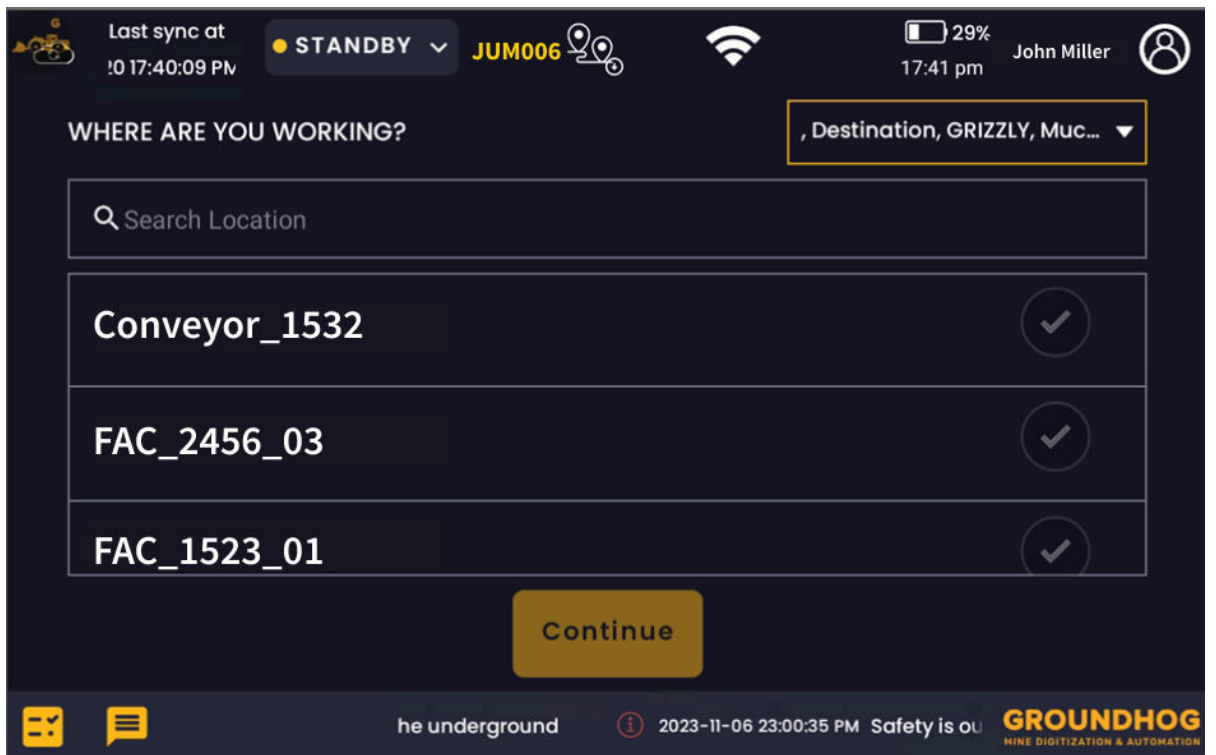 G
Last sync at
!0 17:40:09 PM
STANDBY
JUM006
29%
17:41 pm
John Miller
WHERE ARE YOU WORKING?
, Destination, GRIZZLY, Muc...
Search Location
Conveyor_1532
FAC_2456_03
FAC_1523_01
Continue
he underground
2023-11-06 23:00:35 PM Safety is ou
GROUNDHOG
MINE DIGITIZATION & AUTOMATION